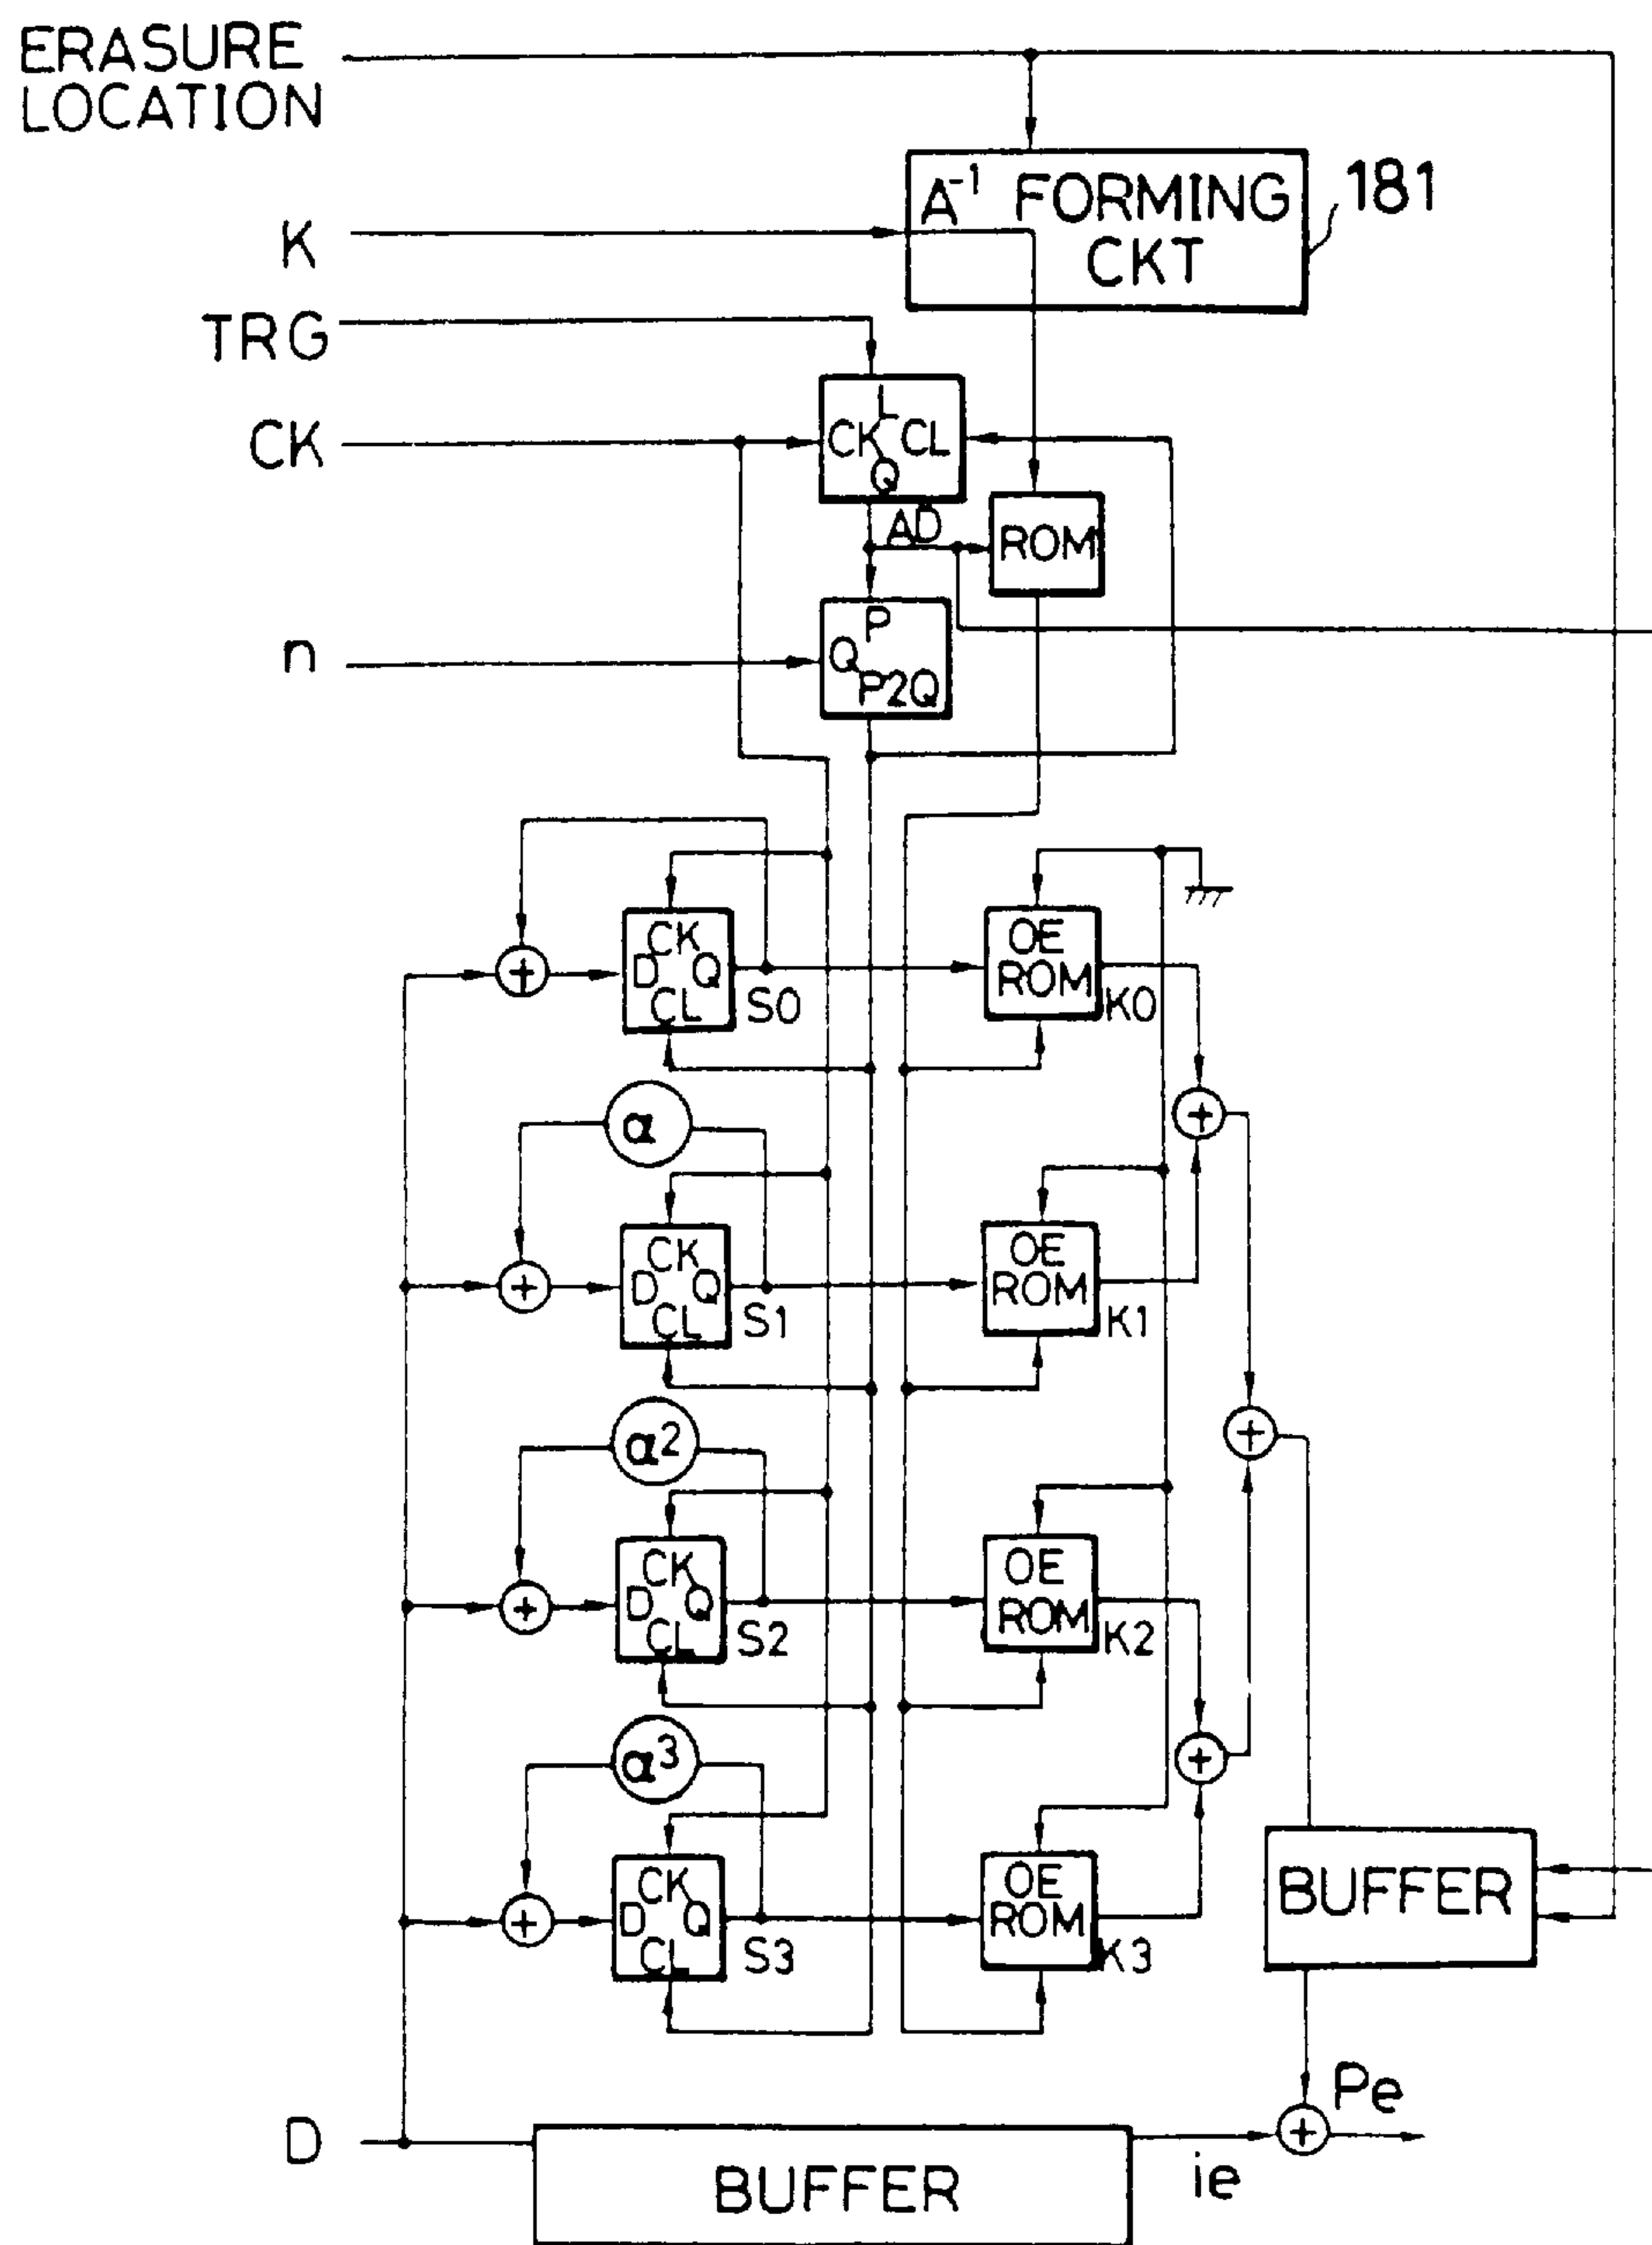 ERASURE
LOCATION
A⁻¹ FORMING
CKT
181
K
TRG
CK
L
CK CL
Q
AD
ROM
n
P
Q
P2Q
CK
D Q
CL
S0
OE
ROM
K0
α
CK
D Q
CL
S1
OE
ROM
K1
α2
CK
D Q
CL
S2
OE
ROM
K2
α3
CK
D Q
CL
S3
OE
ROM
K3
BUFFER
Pe
D
BUFFER
ie